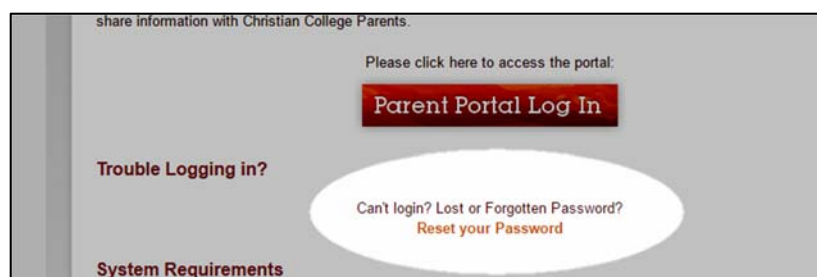 share information with Christian College Parents.
Please click here to access the portal:
Parent Portal Log In
Trouble Logging in?
Can't login? Lost or Forgotten Password?
Reset your Password
System Requirements